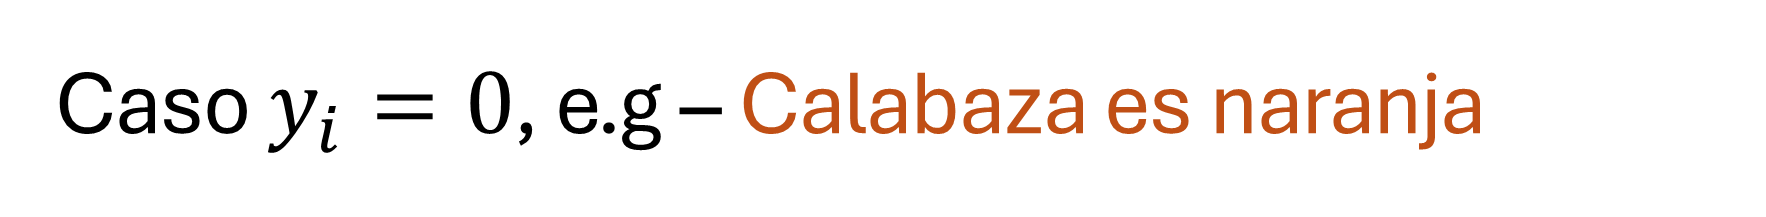 Caso yᵢ = 0, e.g – Calabaza es naranja